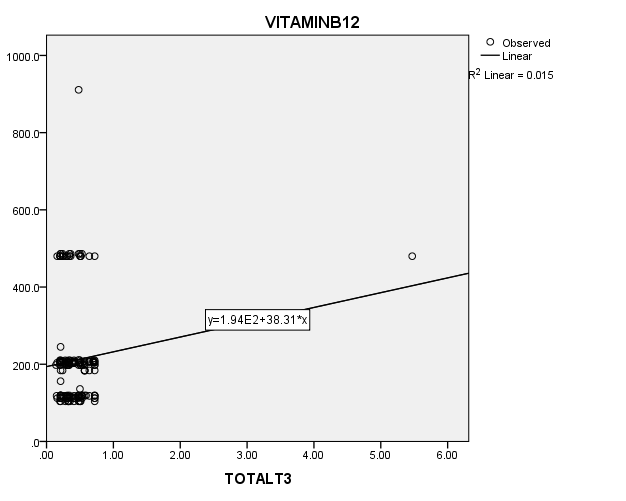 VITAMINB12
Observed
Linear
R² Linear = 0.015
1000.0
800.0
600.0
400.0
200.0
.0
y=1.94E2+38.31*x
.00 1.00 2.00 3.00 4.00 5.00 6.00
TOTALT3